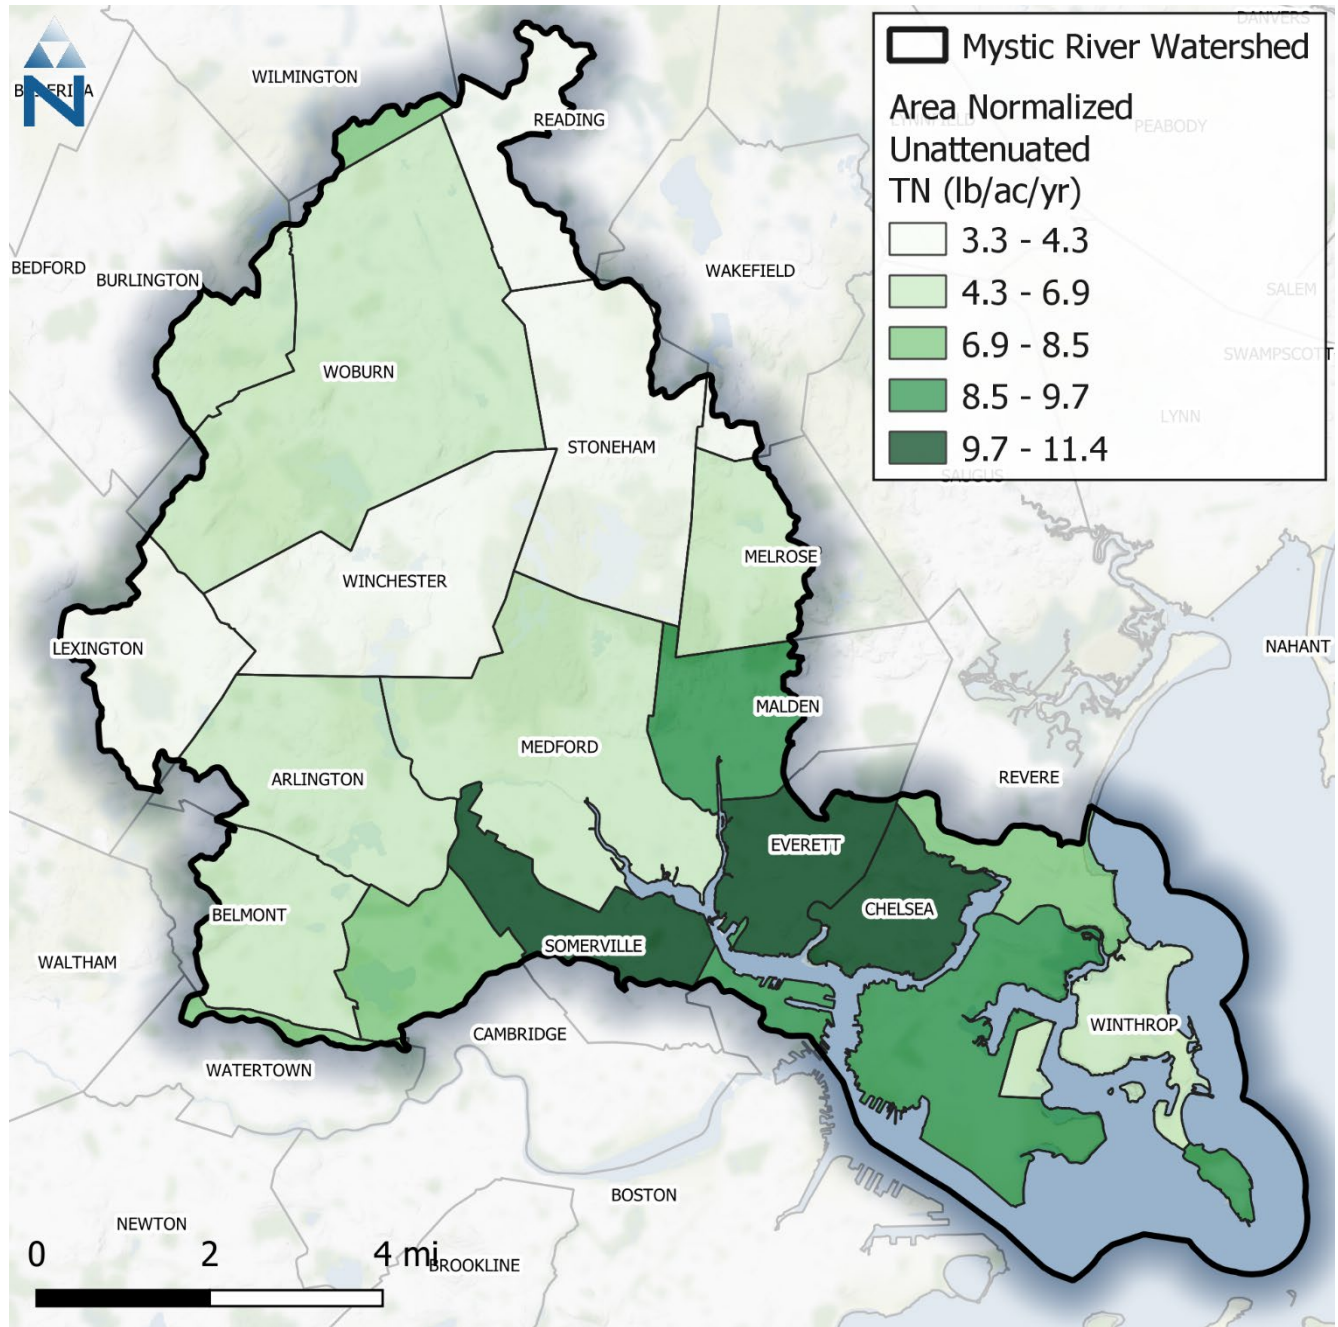 DANVERS
Mystic River Watershed
WILMINGTON
N
READING
Area Normalized
LYNNFIELD
PEABODY
Unattenuated
TN (lb/ac/yr)
3.3 - 4.3
BEDFORD
BURLINGTON
WAKEFIELD
4.3 - 6.9
SALEM
6.9 - 8.5
SWAMPSCOTT
WOBURN
8.5 - 9.7
LYNN
STONEHAM
9.7 - 11.4
SAUGUS
MELROSE
WINCHESTER
LEXINGTON
NAHANT
MALDEN
MEDFORD
ARLINGTON
REVERE
EVERETT
CHELSEA
BELMONT
SOMERVILLE
WALTHAM
WINTHROP
CAMBRIDGE
WATERTOWN
BOSTON
NEWTON
0 2 4 mi
BROOKLINE